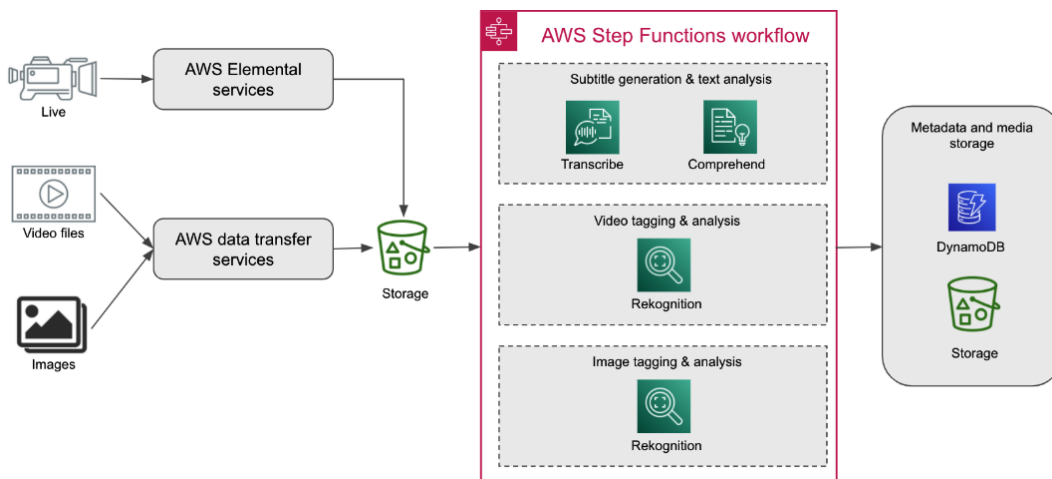 AWS Step Functions workflow
AWS Elemental
services
Live
Subtitle generation & text analysis
Transcribe
Comprehend
Metadata and media
storage
Video files
AWS data transfer
services
Storage
Video tagging & analysis
Rekognition
DynamoDB
Storage
Images
Image tagging & analysis
Rekognition